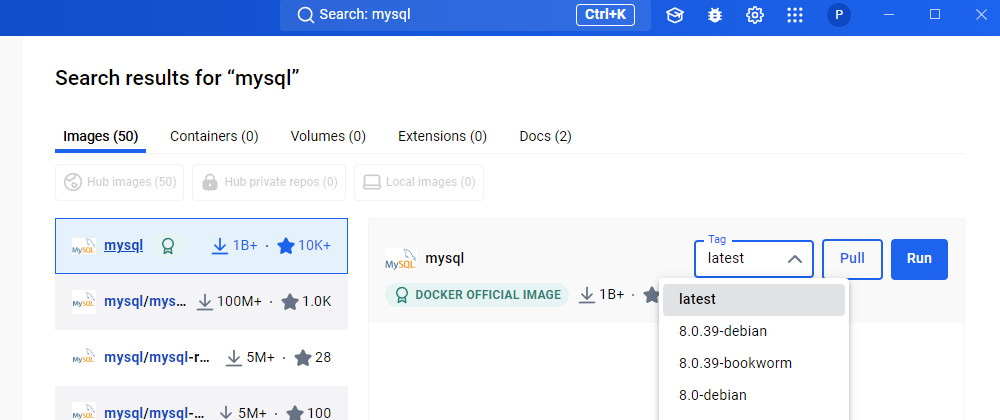 Search: mysql Ctrl+K P
Search results for “mysql”
Images (50) Containers (0) Volumes (0) Extensions (0) Docs (2)
Hub images (50) Hub private repos (0) Local images (0)
MySQL mysql 1B+ · 10K+
MySQL mysql Tag latest Pull Run
DOCKER OFFICIAL IMAGE 1B+ ·
MySQL mysql/mys... 100M+ · 1.0K
MySQL mysql/mysql-r... 5M+ · 28
MySQL mysql/mysql-... 5M+ · 100
latest
8.0.39-debian
8.0.39-bookworm
8.0-debian